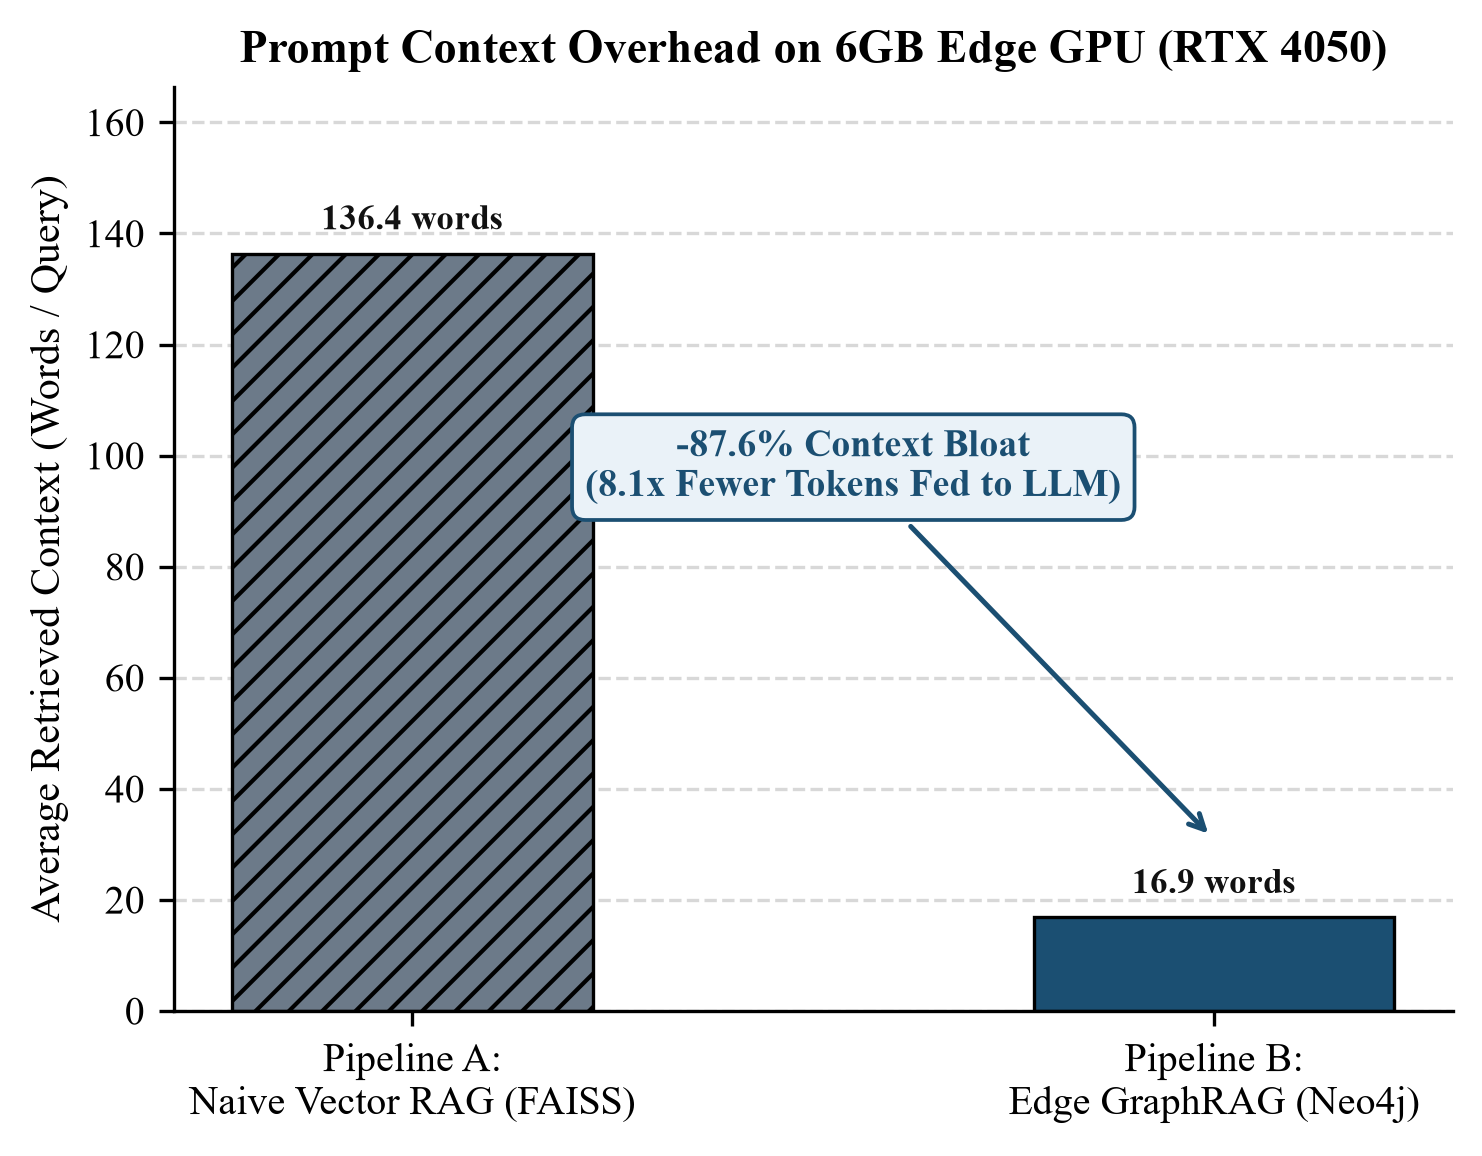 Prompt Context Overhead on 6GB Edge GPU (RTX 4050)
Average Retrieved Context (Words / Query)
160
140
120
100
80
60
40
20
0
136.4 words
-87.6% Context Bloat
(8.1x Fewer Tokens Fed to LLM)
16.9 words
Pipeline A:
Naive Vector RAG (FAISS)
Pipeline B:
Edge GraphRAG (Neo4j)